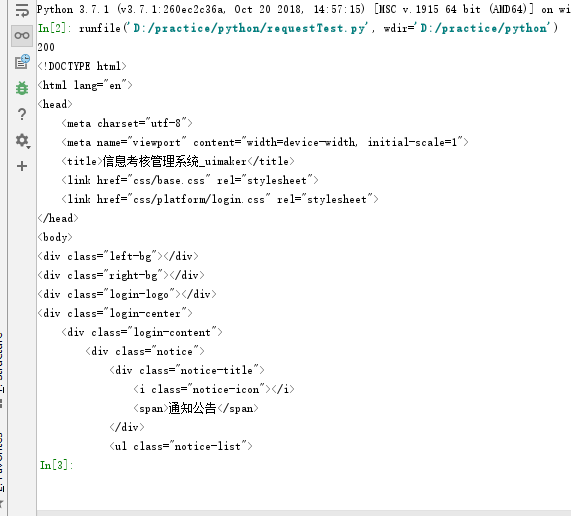 Python 3.7.1 (v3.7.1:260ec2c36a, Oct 20 2018, 14:57:15) [MSC v.1915 64 bit (AMD64)] on wi
In[2]: runfile('D:/practice/python/requestTest.py', wdir='D:/practice/python')
200
<!DOCTYPE html>
<html lang="en">
<head>
    <meta charset="utf-8">
    <meta name="viewport" content="width=device-width, initial-scale=1">
    <title>信息考核管理系统_uimaker</title>
    <link href="css/base.css" rel="stylesheet">
    <link href="css/platform/login.css" rel="stylesheet">
</head>
<body>
<div class="left-bg"></div>
<div class="right-bg"></div>
<div class="login-logo"></div>
<div class="login-center">
    <div class="login-content">
        <div class="notice">
            <div class="notice-title">
                <i class="notice-icon"></i>
                <span>通知公告</span>
            </div>
            <ul class="notice-list">
In[3]: